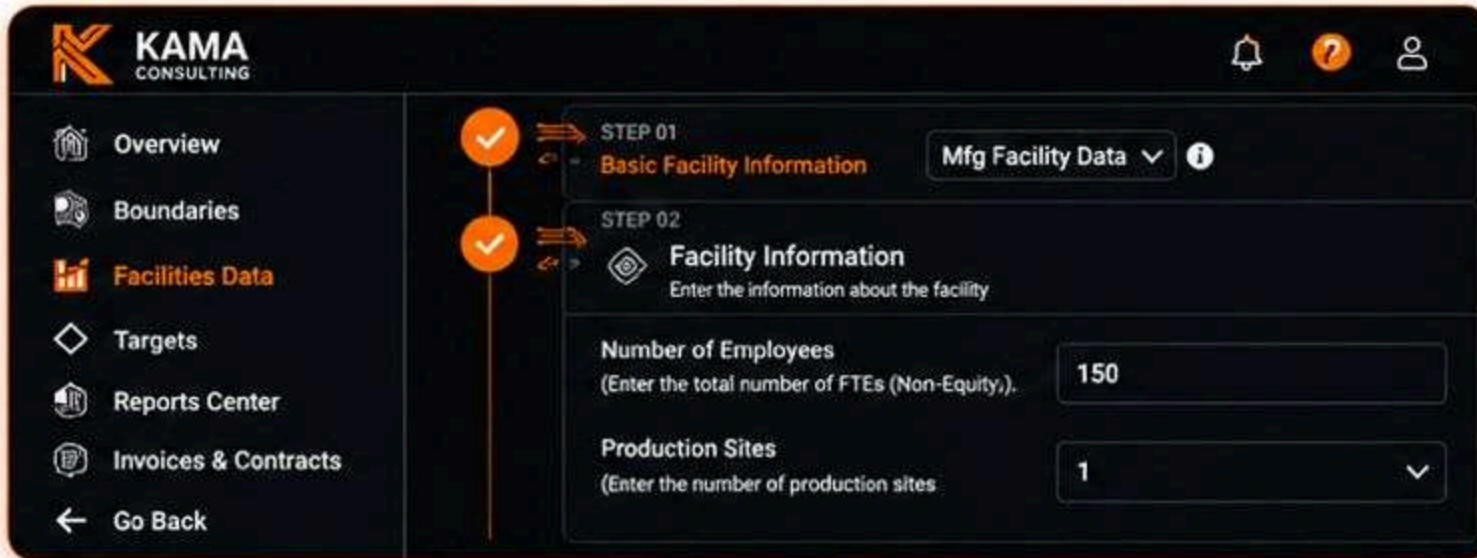 KAMA
CONSULTING
Overview
Boundaries
Facilities Data
Targets
Reports Center
Invoices & Contracts
Go Back
STEP 01
Basic Facility Information
Mfg Facility Data
STEP 02
Facility Information
Enter the information about the facility
Number of Employees
(Enter the total number of FTEs (Non-Equity,).
150
Production Sites
(Enter the number of production sites
1